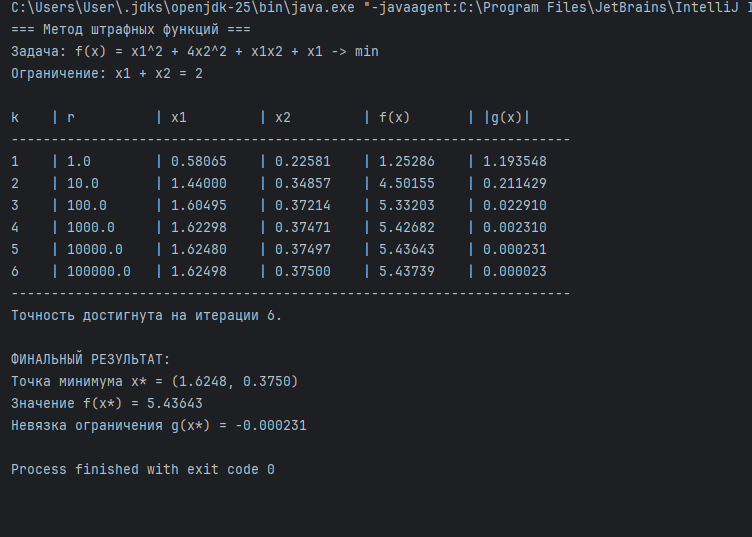 C:\Users\User\.jdks\openjdk-25\bin\java.exe "-javaagent:C:\Program Files\JetBrains\IntelliJ I
=== Метод штрафных функций ===
Задача: f(x) = x1^2 + 4x2^2 + x1x2 + x1 -> min
Ограничение: x1 + x2 = 2
k    | r          | x1         | x2         | f(x)       | |g(x)|
----------------------------------------------------------------------
1    | 1.0        | 0.58065    | 0.22581    | 1.25286    | 1.193548
2    | 10.0       | 1.44000    | 0.34857    | 4.50155    | 0.211429
3    | 100.0      | 1.60495    | 0.37214    | 5.33203    | 0.022910
4    | 1000.0     | 1.62298    | 0.37471    | 5.42682    | 0.002310
5    | 10000.0    | 1.62480    | 0.37497    | 5.43643    | 0.000231
6    | 100000.0   | 1.62498    | 0.37500    | 5.43739    | 0.000023
----------------------------------------------------------------------
Точность достигнута на итерации 6.
ФИНАЛЬНЫЙ РЕЗУЛЬТАТ:
Точка минимума x* = (1.6248, 0.3750)
Значение f(x*) = 5.43643
Невязка ограничения g(x*) = -0.000231
Process finished with exit code 0